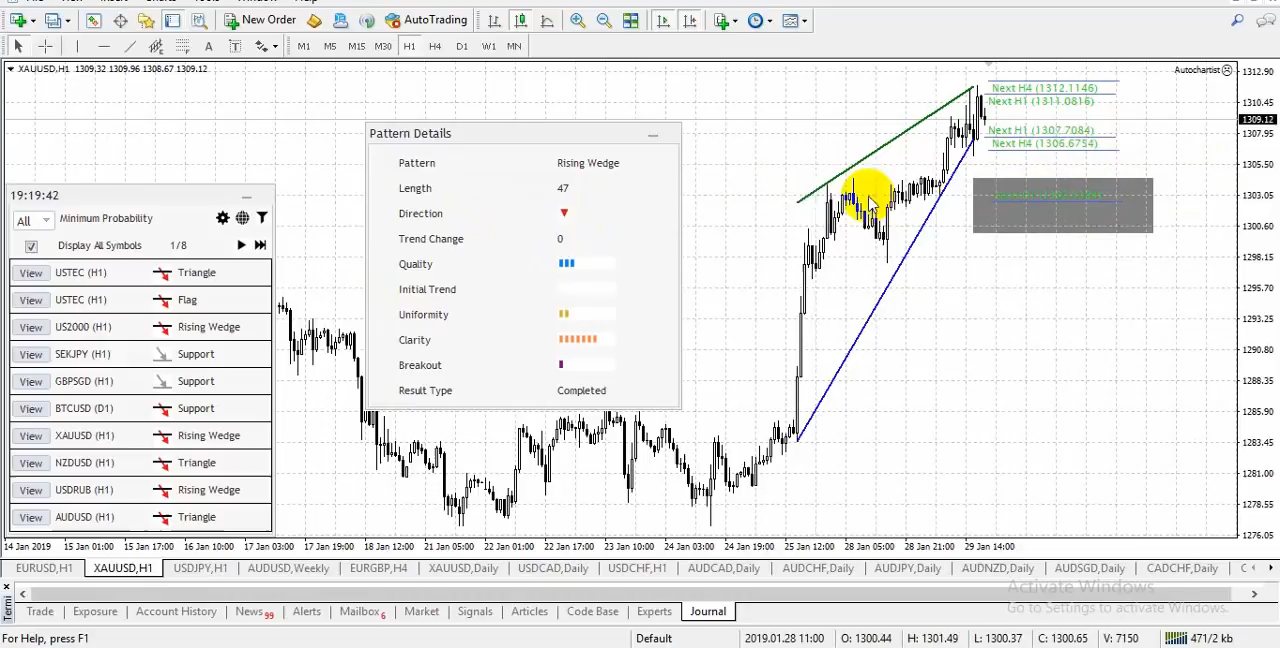 New Order
AutoTrading
A T M1 M5 M15 M30 H1 H4 D1 W1 MN
XAUUSD,H1 1309.32 1309.96 1308.67 1309.12
Autochartist
1312.90
1310.45
1309.12
1307.95
1305.50
1303.05
1300.60
1298.15
1295.70
1293.25
1290.80
1288.35
1285.90
1283.45
1281.00
1278.55
1276.05
Next H4 (1312.1146)
Next H1 (1311.0816)
Next H1 (1307.7084)
Next H4 (1306.6754)
Pattern Details
Pattern Rising Wedge
Length 47
Direction
Trend Change 0
Quality
Initial Trend
Uniformity
Clarity
Breakout
Result Type Completed
19:19:42
All Minimum Probability
Display All Symbols 1/8
View USTEC (H1) Triangle
View USTEC (H1) Flag
View US2000 (H1) Rising Wedge
View SEKJPY (H1) Support
View GBPSGD (H1) Support
View BTCUSD (D1) Support
View XAUUSD (H1) Rising Wedge
View NZDUSD (H1) Triangle
View USDRUB (H1) Rising Wedge
View AUDUSD (H1) Triangle
14 Jan 2019 15 Jan 01:00 15 Jan 17:00 16 Jan 10:00 17 Jan 03:00 17 Jan 19:00 18 Jan 12:00 21 Jan 05:00 22 Jan 01:00 22 Jan 17:00 23 Jan 10:00 24 Jan 03:00 24 Jan 19:00 25 Jan 12:00 28 Jan 05:00 28 Jan 21:00 29 Jan 14:00
EURUSD,H1 XAUUSD,H1 USDJPY,H1 AUDUSD,Weekly EURGBP,H4 XAUUSD,Daily USDCAD,Daily USDCHF,H1 AUDCAD,Daily AUDCHF,Daily AUDJPY,Daily AUDNZD,Daily AUDSGD,Daily CADCHF,Daily
Activate Windows
Go to Settings to activate Windows.
Termi
Trade Exposure Account History News 99 Alerts Mailbox 6 Market Signals Articles Code Base Experts Journal
For Help, press F1 Default 2019.01.28 11:00 O: 1300.44 H: 1301.49 L: 1300.37 C: 1300.65 V: 7150 471/2 kb